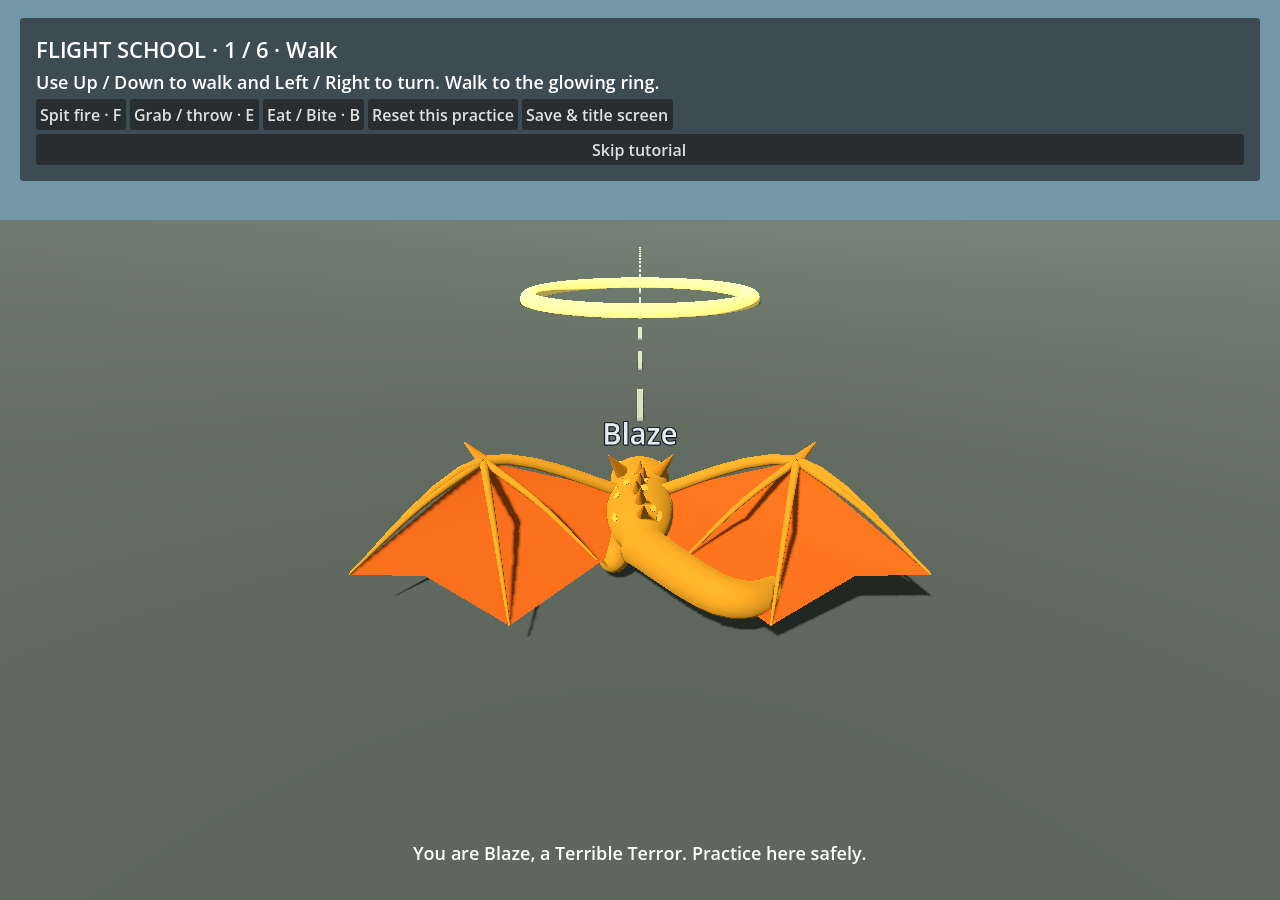 FLIGHT SCHOOL · 1 / 6 · Walk
Use Up / Down to walk and Left / Right to turn. Walk to the glowing ring.
Spit fire · F Grab / throw · E Eat / Bite · B Reset this practice Save & title screen
Skip tutorial
Blaze
You are Blaze, a Terrible Terror. Practice here safely.